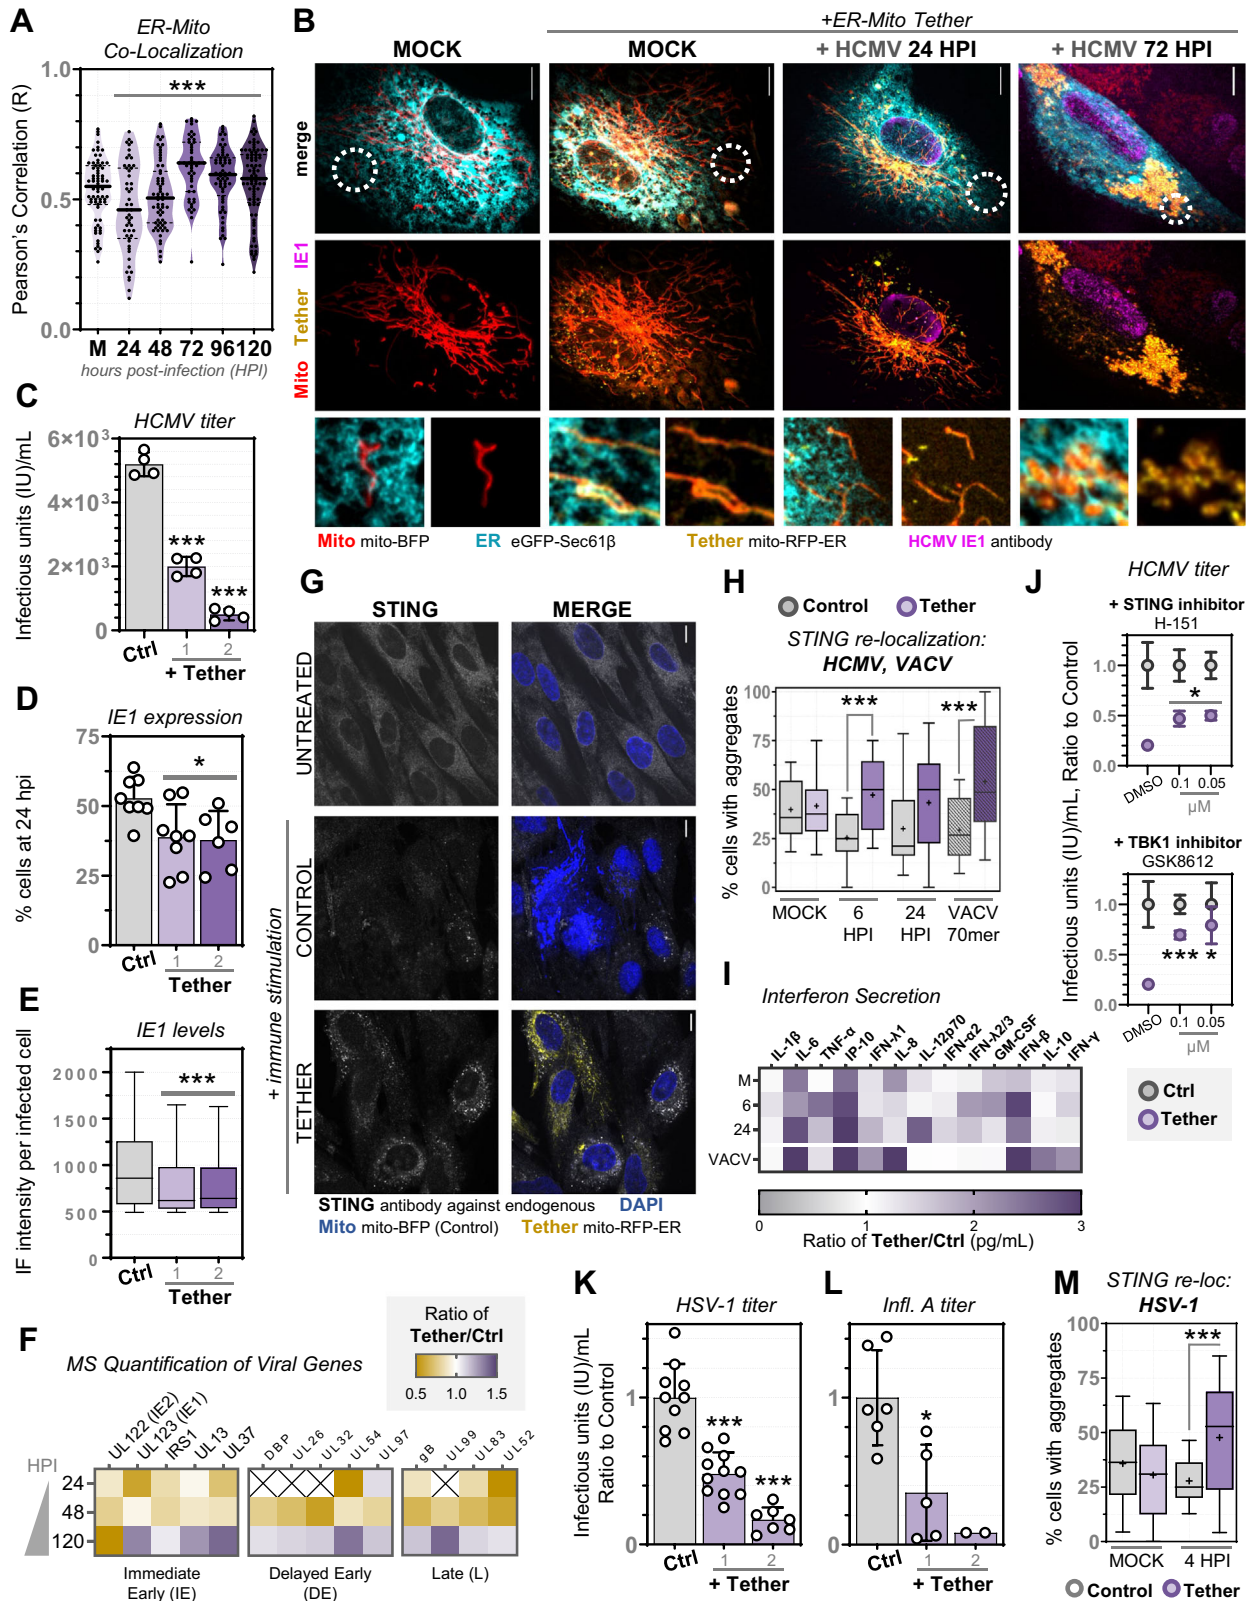 A
ER-Mito
Co-Localization
Pearson's Correlation (R)
1.0
0.5
0.0
***
M 24 48 72 96 120
hours post-infection (HPI)
B
+ER-Mito Tether
MOCK
MOCK
+ HCMV 24 HPI
+ HCMV 72 HPI
merge
Mito Tether IE1
Mito mito-BFP
ER eGFP-Sec61β
Tether mito-RFP-ER
HCMV IE1 antibody
C
HCMV titer
Infectious units (IU)/mL
6×10³
4×10³
2×10³
0
***
***
Ctrl
1 2
+ Tether
D
IE1 expression
% cells at 24 hpi
75
50
25
0
*
Ctrl
1 2
Tether
E
IE1 levels
IF intensity per infected cell
2000
1500
1000
500
0
***
Ctrl
1 2
Tether
F
MS Quantification of Viral Genes
Ratio of
Tether/Ctrl
0.5 1.0 1.5
HPI
24
48
120
UL122 (IE2)
UL123 (IE1)
IRS1
UL13
UL37
DBP
UL26
UL32
UL54
UL97
gB
UL99
UL83
UL52
Immediate
Early (IE)
Delayed Early
(DE)
Late (L)
G
STING
MERGE
UNTREATED
CONTROL
TETHER
+ immune stimulation
STING antibody against endogenous DAPI
Mito mito-BFP (Control) Tether mito-RFP-ER
H
Control Tether
STING re-localization:
HCMV, VACV
% cells with aggregates
100
75
50
25
0
***
***
MOCK
6
HPI
24
HPI
VACV
70mer
I
Interferon Secretion
IL-1β
IL-6
TNF-α
IP-10
IFN-λ1
IL-8
IL-12p70
IFN-α2
IFN-λ2/3
GM-CSF
IFN-β
IL-10
IFN-γ
M
6
24
VACV
0 1 2 3
Ratio of Tether/Ctrl (pg/mL)
J
HCMV titer
+ STING inhibitor
H-151
Infectious units (IU)/mL, Ratio to Control
1.0
0.5
0.0
*
DMSO
0.1 0.05
µM
+ TBK1 inhibitor
GSK8612
1.0
0.5
0.0
*** *
DMSO
0.1 0.05
µM
Ctrl
Tether
K
HSV-1 titer
Infectious units (IU)/mL
Ratio to Control
1
0
***
***
Ctrl
1 2
+ Tether
L
Infl. A titer
1
0
*
Ctrl
1 2
+ Tether
M
STING re-loc:
HSV-1
% cells with aggregates
100
75
50
25
0
***
MOCK
4 HPI
Control Tether